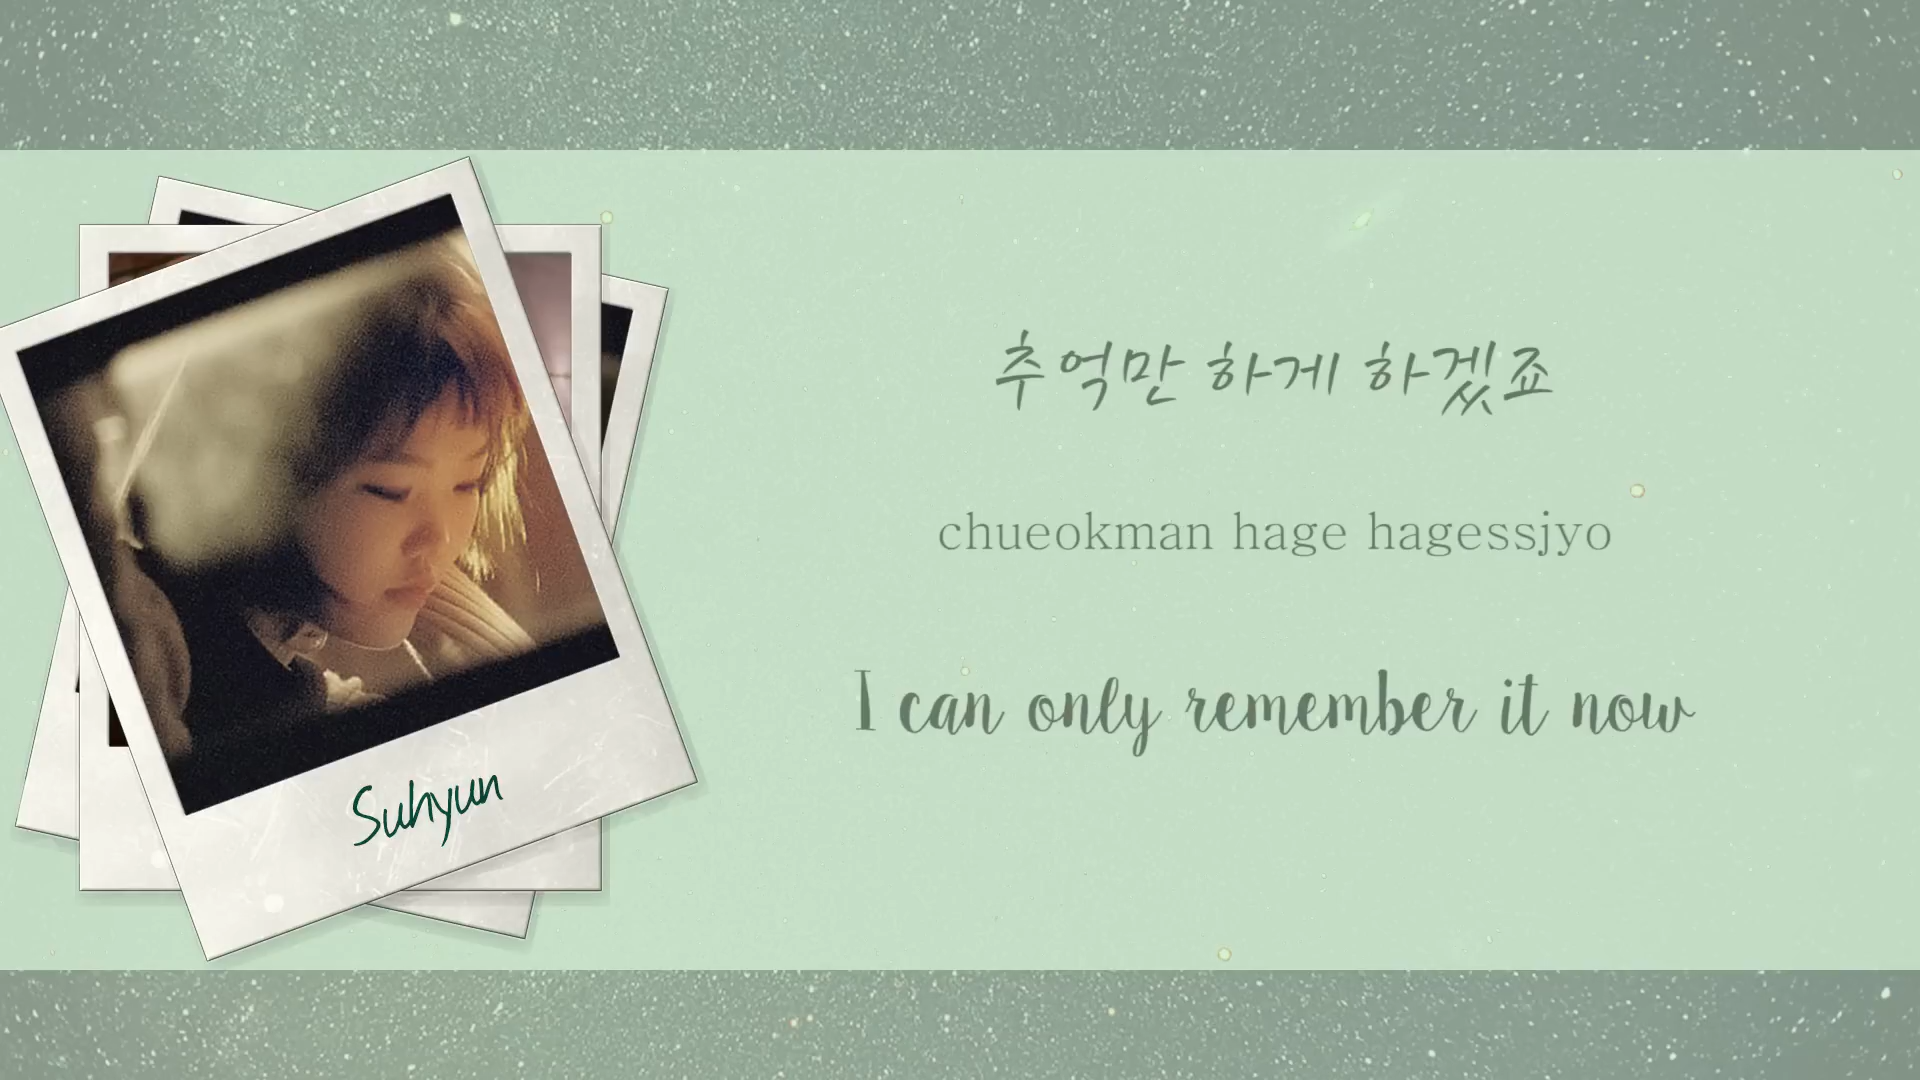 추억만 하게 하겠죠
chueokman hage hagessjyo
I can only remember it now
Suhyun